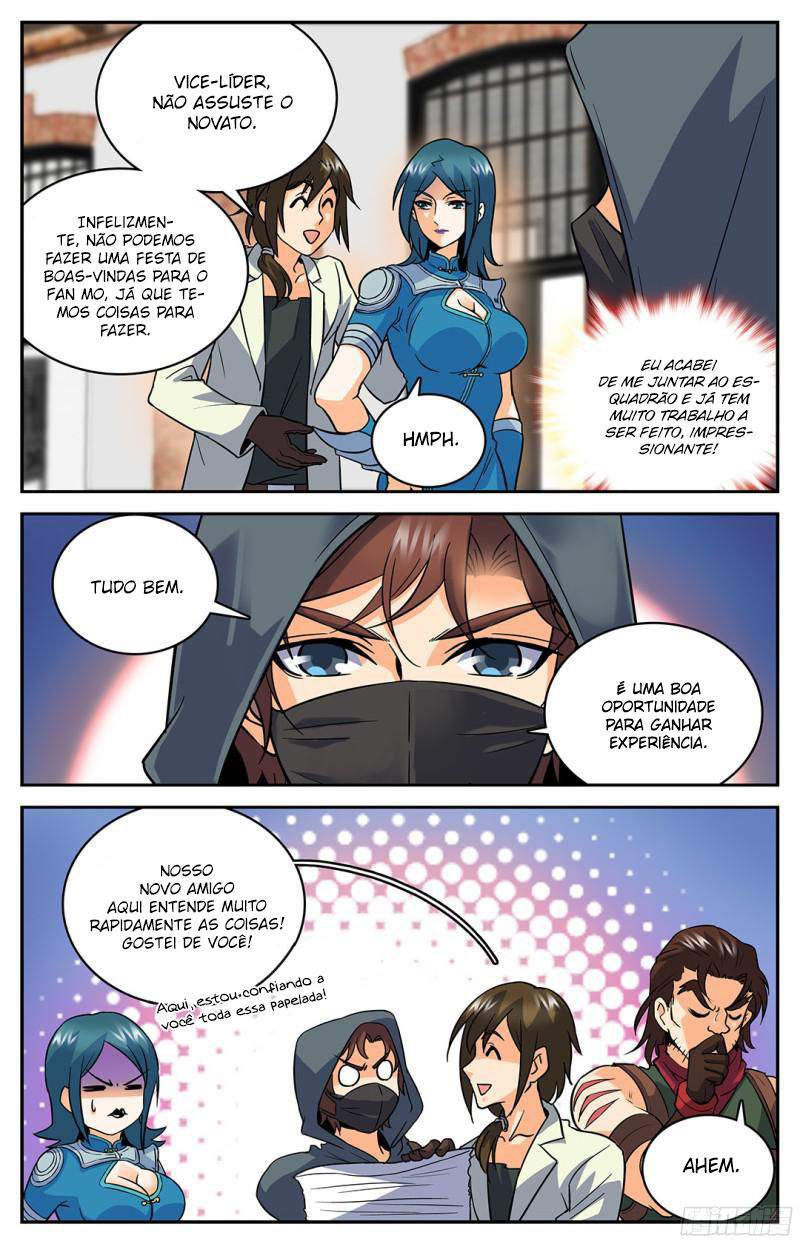 VICE-LÍDER,
NÃO ASSUSTE O
NOVATO.
INFELIZMEN-
TE, NÃO PODEMOS
FAZER UMA FESTA DE
BOAS-VINDAS PARA O
FAN MO, JÁ QUE TE-
MOS COISAS PARA
FAZER.
HMPH.
EU ACABEI
DE ME JUNTAR AO ES-
QUADRÃO E JÁ TEM
MUITO TRABALHO A
SER FEITO, IMPRES-
SIONANTE!
TUDO BEM.
É UMA BOA
OPORTUNIDADE
PARA GANHAR
EXPERIÊNCIA.
NOSSO
NOVO AMIGO
AQUI ENTENDE MUITO
RAPIDAMENTE AS COISAS!
GOSTEI DE VOCÊ!
Aqui, estou confiando a
você toda essa papelada!
AHEM.